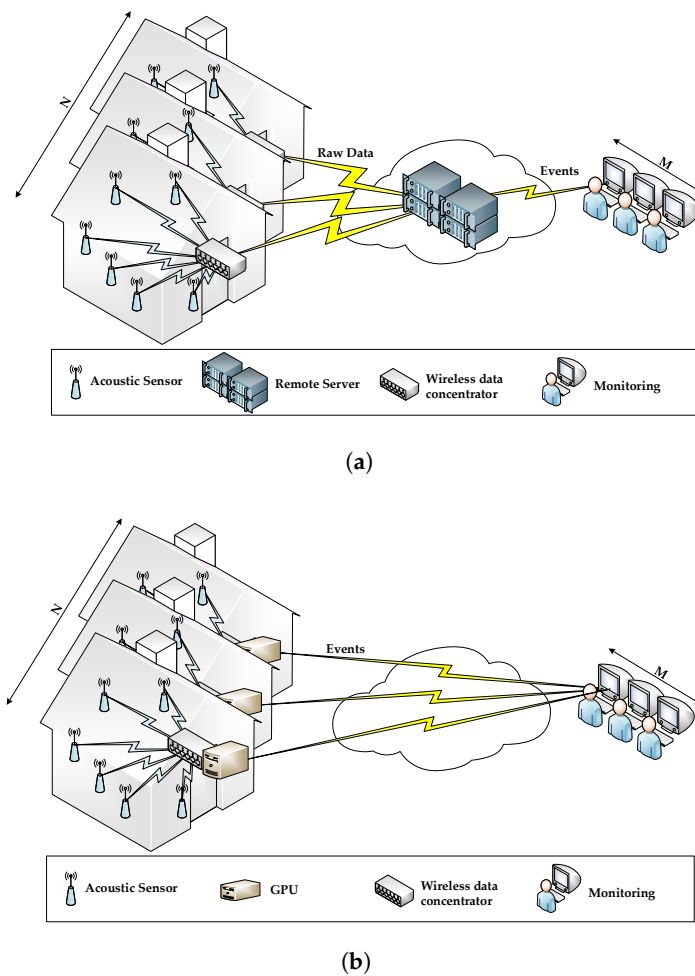 N
Raw Data
Events
M
Acoustic Sensor
Remote Server
Wireless data
concentrator
Monitoring
(a)
N
Events
M
Acoustic Sensor
GPU
Wireless data
concentrator
Monitoring
(b)